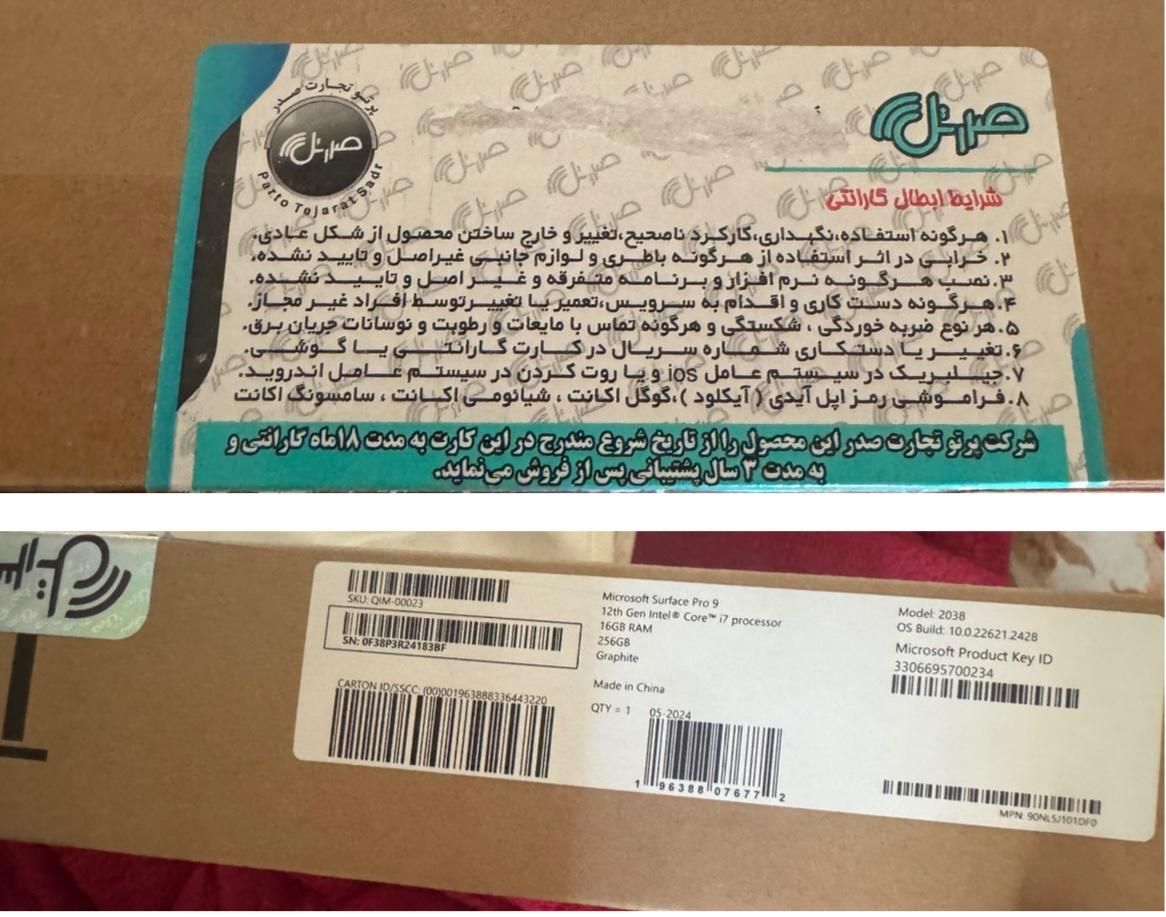 پرتو تجارت صدر
صدرتل
Parto Tejarat Sadr
صدرتل
شرایط ابطال گارانتی
۱. هرگونه استفاده،نگهداری،کارکرد ناصحیح،تغییر و خارج ساختن محصول از شکل عادی.
۲. خرابی در اثر استفاده از هرگونه باطری و لوازم جانبی غیراصل و تایید نشده.
۳. نصب هرگونه نرم افزار و برنامه متفرقه و غیر اصل و تایید نشده.
۴. هرگونه دست کاری و اقدام به سرویس،تعمیر یا تغییر توسط افراد غیر مجاز.
۵. هر نوع ضربه خوردگی ، شکستگی و هرگونه تماس با مایعات و رطوبت و نوسانات جریان برق.
۶. تغییر یا دستکاری شماره سریال در کارت گارانتی یا گوشی.
۷. جیلبریک در سیستم عامل ios و یا روت کردن در سیستم عامل اندروید.
۸. فراموشی رمز اپل آیدی ( آیکلود ) ،گوگل اکانت ، شیائومی اکانت ، سامسونگ اکانت
شرکت پرتو تجارت صدر این محصول را از تاریخ شروع مندرج در این کارت به مدت ۱۸ماه گارانتی و
به مدت ۳ سال پشتیبانی پس از فروش می‌نماید.
SKU: QIM-00023
SN: 0F38P3R24183BF
CARTON ID/SSCC: (00)001963888336443220
Microsoft Surface Pro 9
12th Gen Intel® Core™ i7 processor
16GB RAM
256GB
Graphite
Made in China
QTY = 1 05-2024
1 96388 07677 2
Model: 2038
OS Build: 10.0.22621.2428
Microsoft Product Key ID
3306695700234
MPN: 90NL5J101DF0